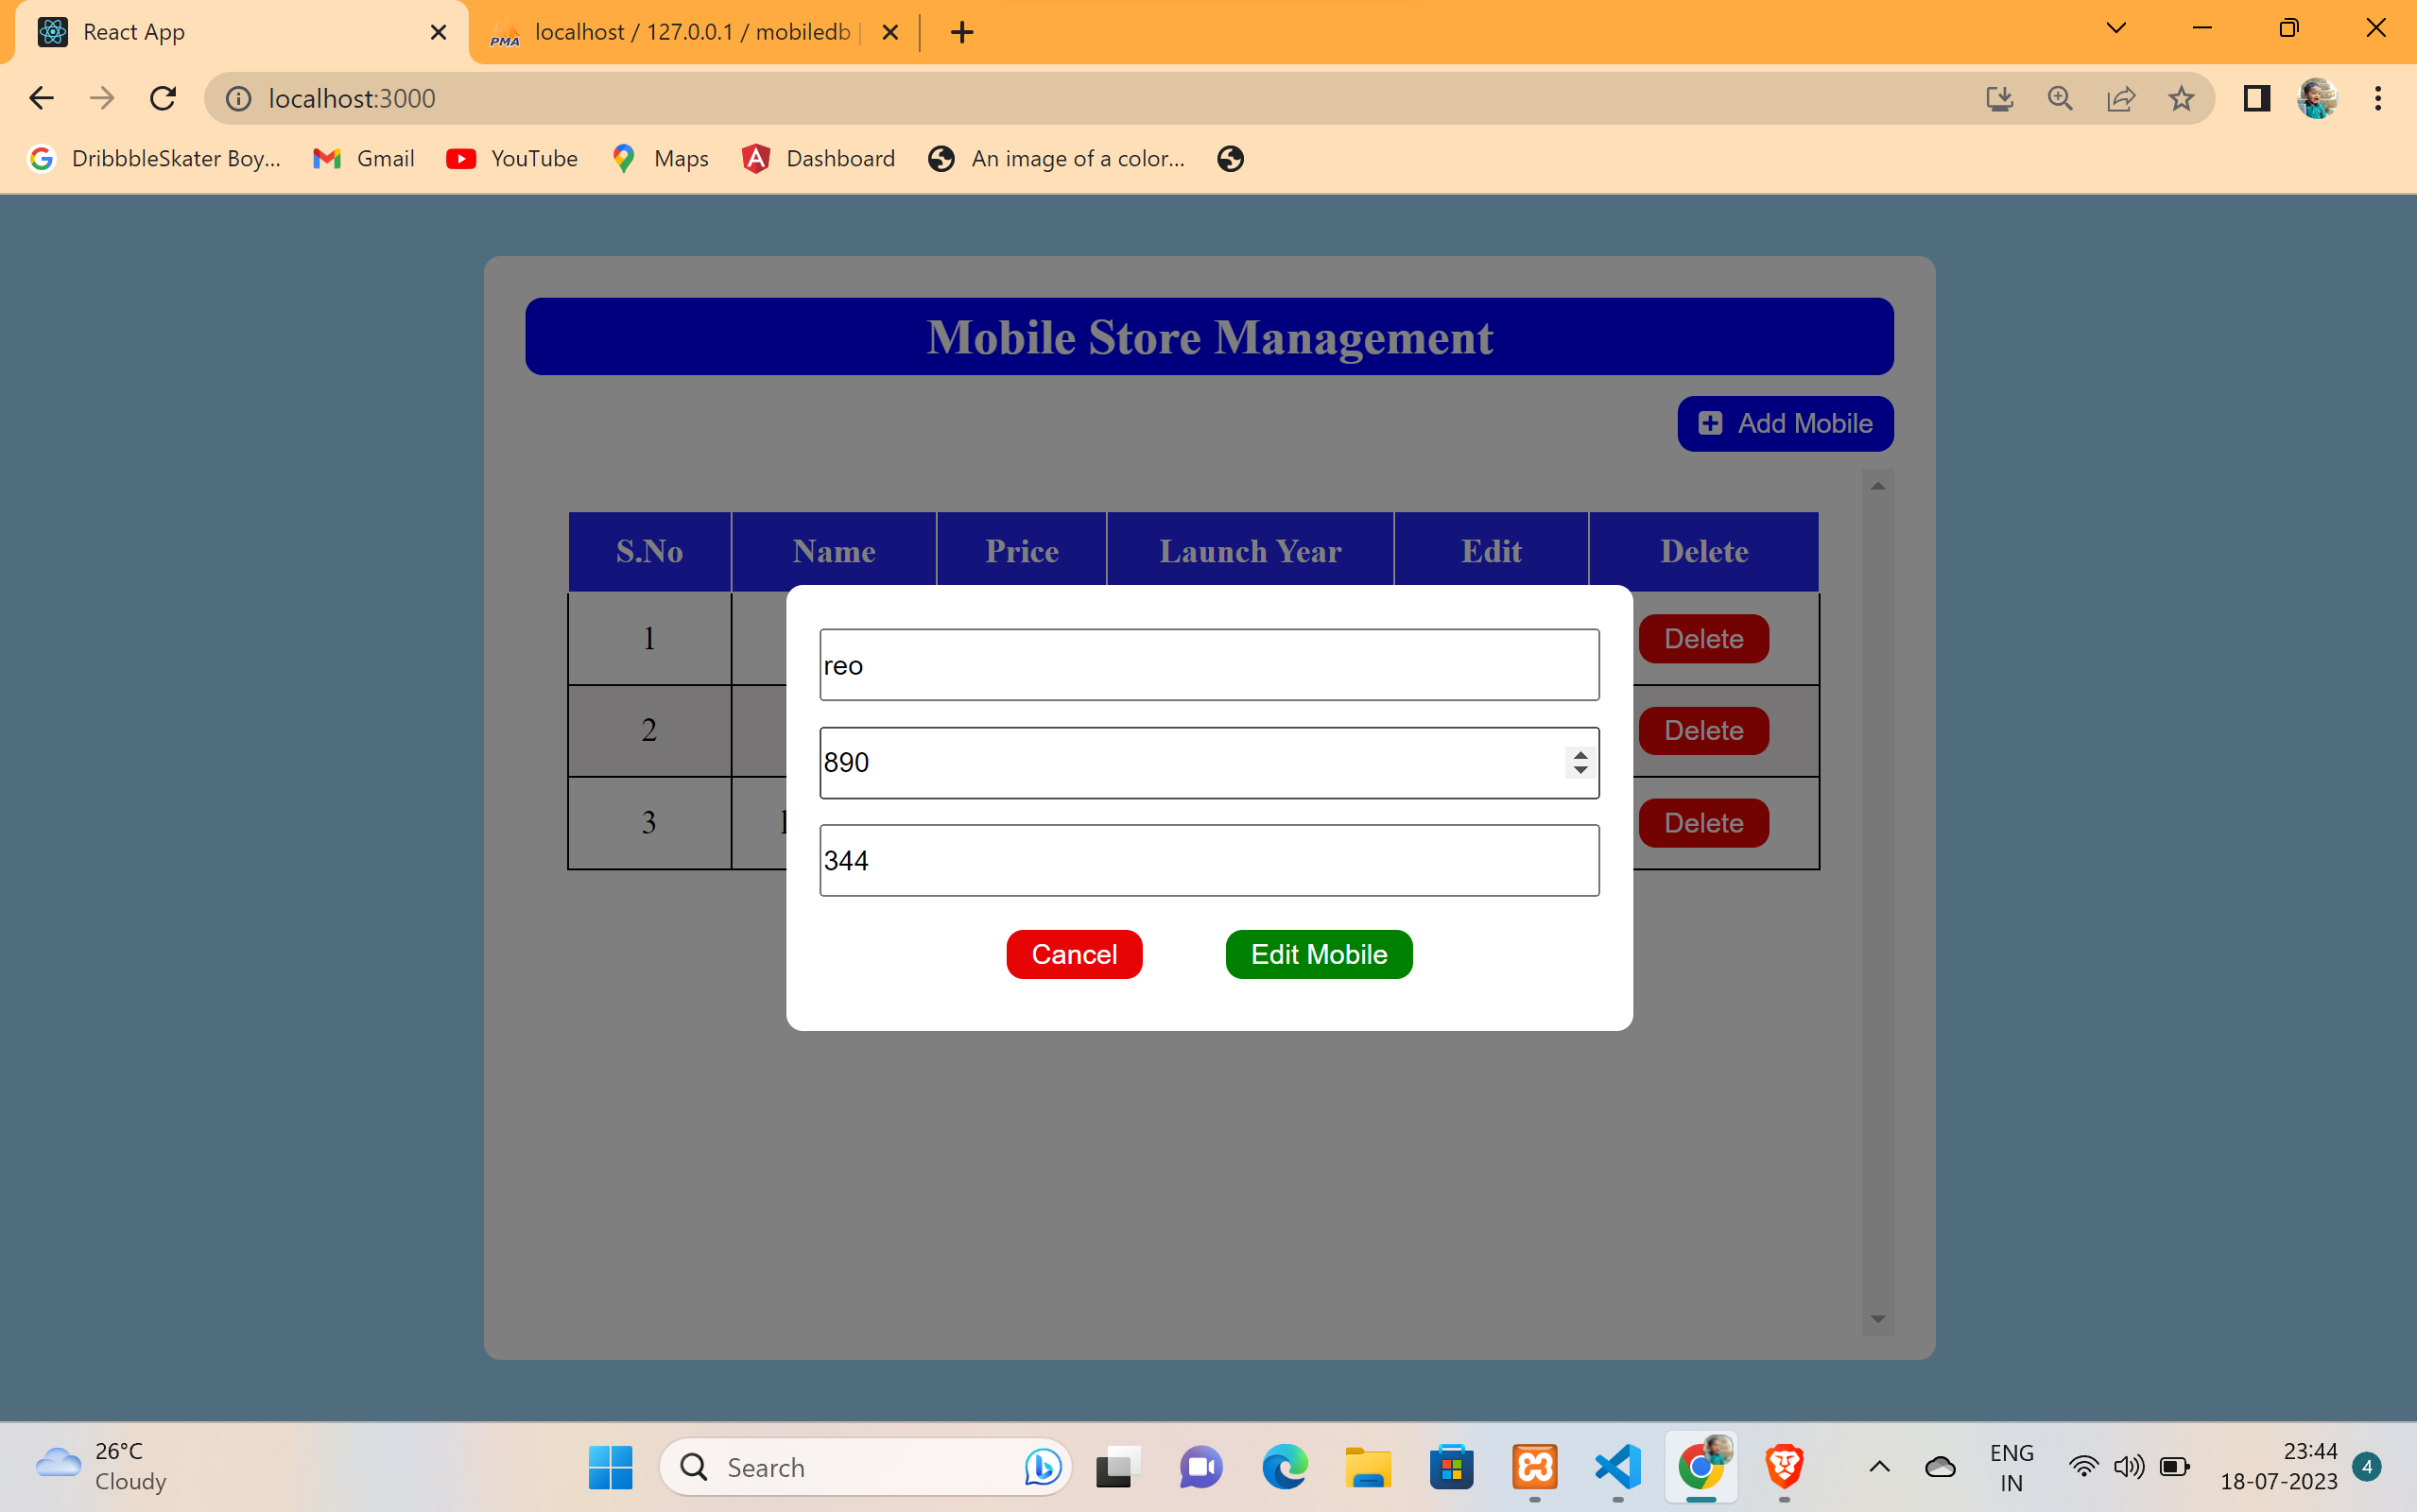 React App
PMA
localhost / 127.0.0.1 / mobiledb
localhost:3000
DribbbleSkater Boy...
Gmail
YouTube
Maps
Dashboard
An image of a color...
Mobile Store Management
Add Mobile
S.No Name Price Launch Year Edit Delete
1 Delete
2 Delete
3 Delete
reo
890
344
Cancel Edit Mobile
26°C
Cloudy
Search
ENG
IN
23:44
18-07-2023
4